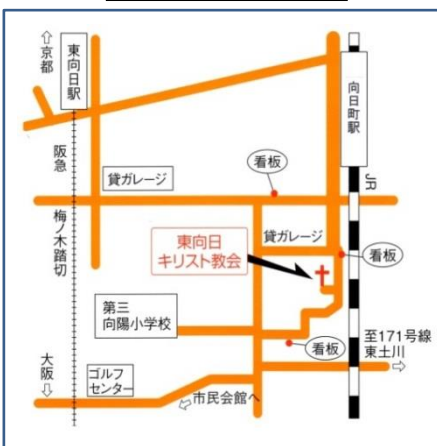 ⇧
京都
東向日駅
向日町駅
阪急
貸ガレージ
看板
JR
梅ノ木踏切
東向日
キリスト教会
貸ガレージ
看板
第三
向陽小学校
看板
至171号線
東土川
⇨
大阪
⇩
ゴルフ
センター
市民会館へ